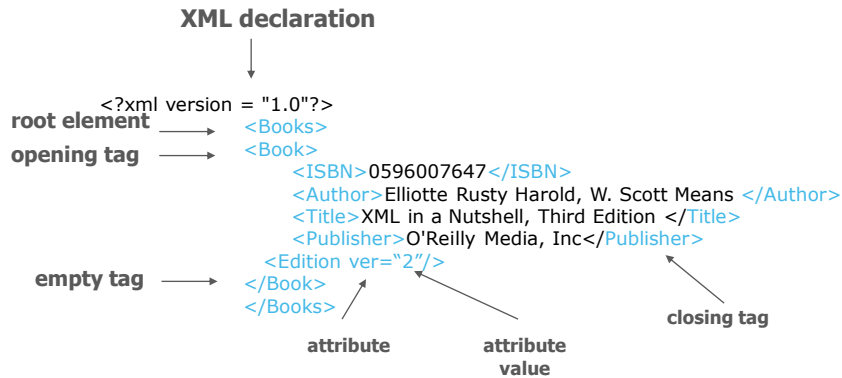 XML declaration
<?xml version = "1.0"?>
root element
<Books>
opening tag
<Book>
<ISBN>0596007647</ISBN>
<Author>Elliotte Rusty Harold, W. Scott Means </Author>
<Title>XML in a Nutshell, Third Edition </Title>
<Publisher>O'Reilly Media, Inc</Publisher>
<Edition ver=“2”/>
empty tag
</Book>
</Books>
closing tag
attribute
attribute
value